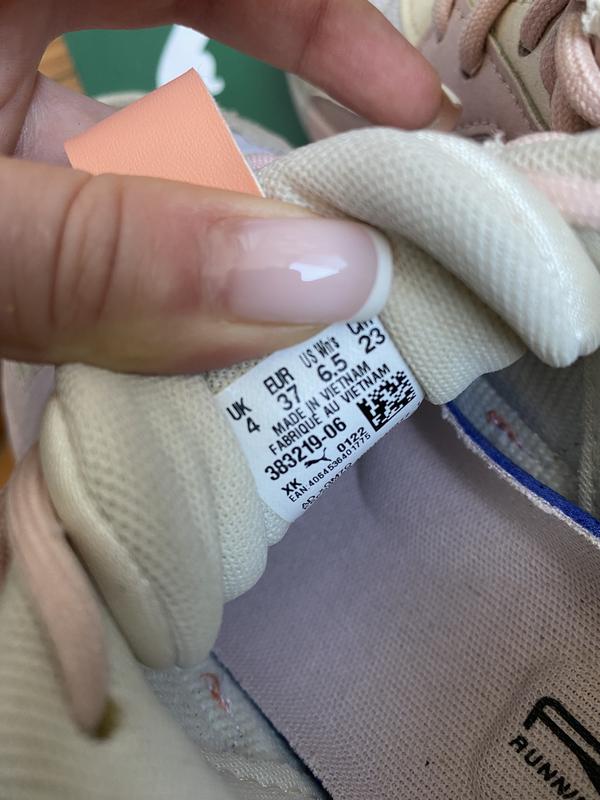 UK EUR US Wn's CM
4 37 6.5 23
MADE IN VIETNAM
FABRIQUÉ AU VIETNAM
383219-06
XK 0122
EAN: 4064536401775